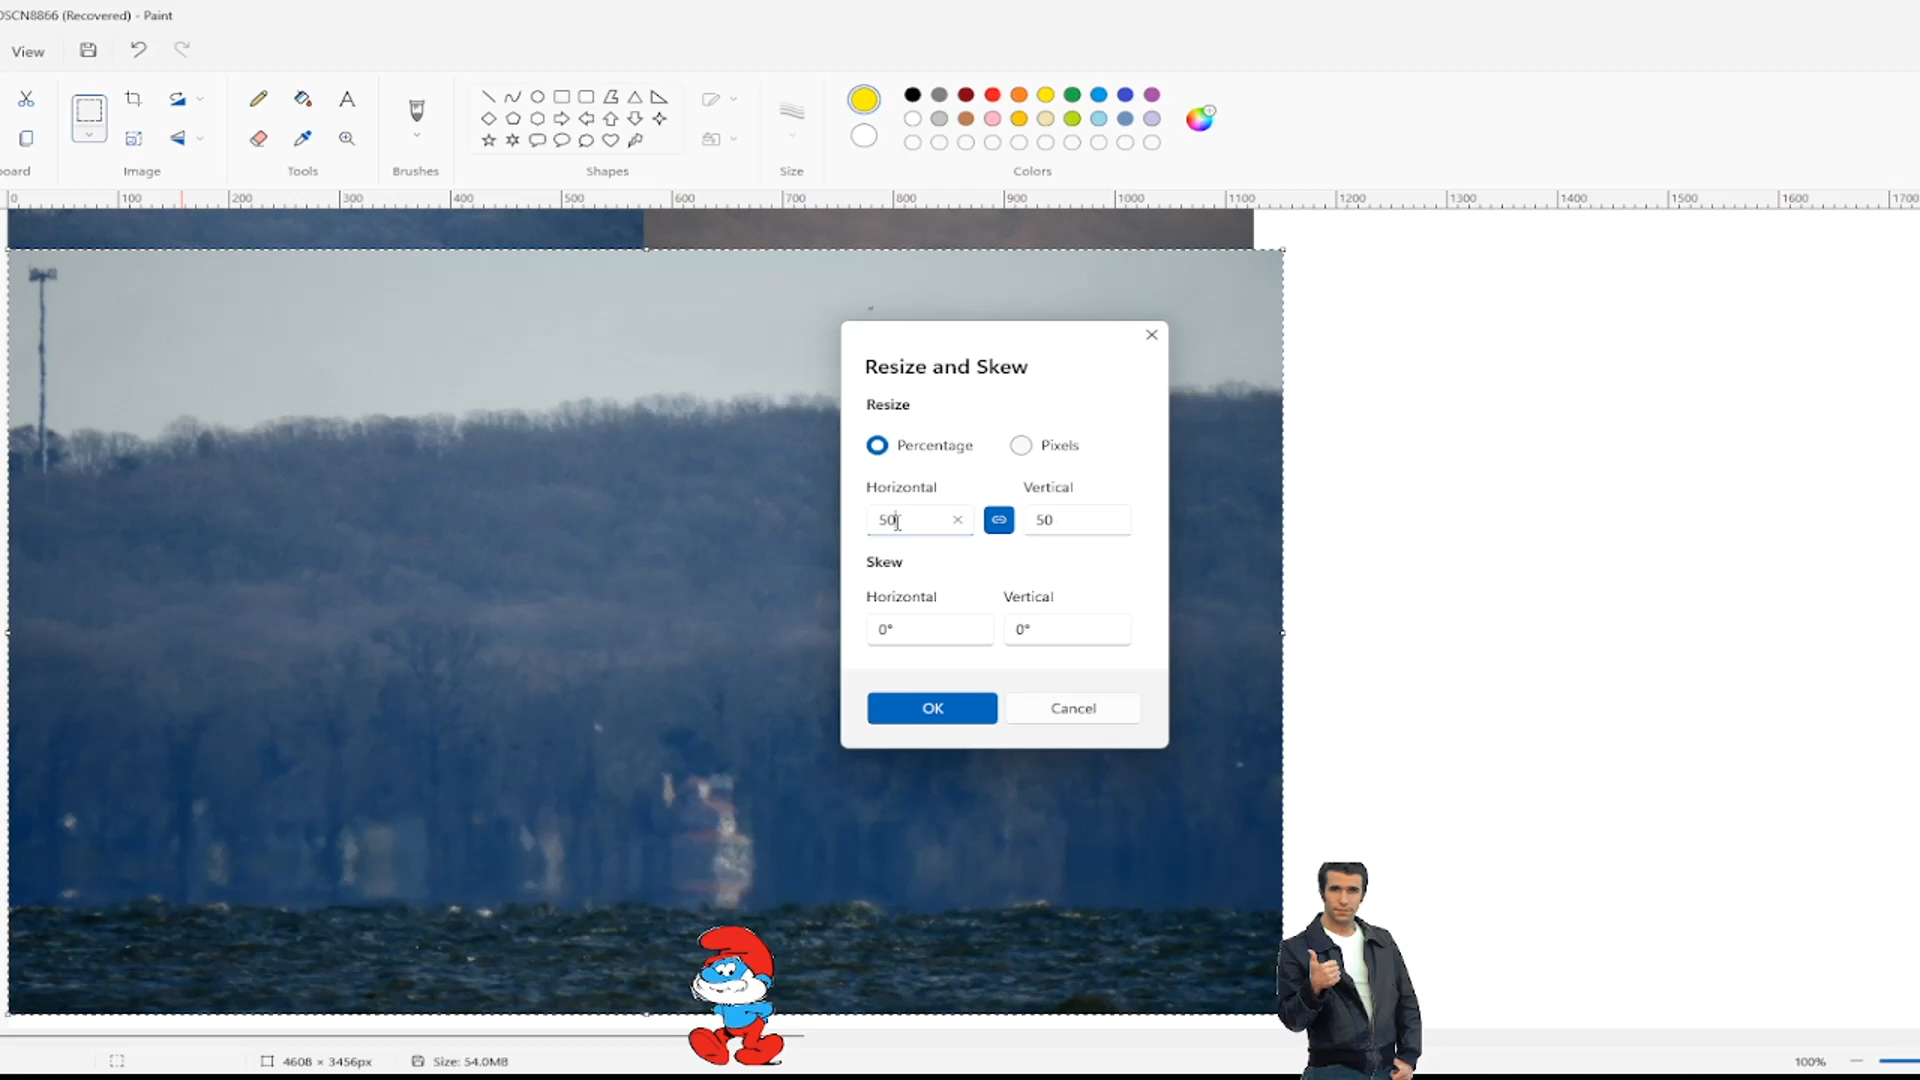 DSCN8866 (Recovered) - Paint
View
oard
Image
Tools
A
Brushes
Shapes
Size
Colors
0 100 200 300 400 500 600 700 800 900 1000 1100 1200 1300 1400 1500 1600 1700
Resize and Skew
Resize
Percentage Pixels
Horizontal Vertical
50 50
Skew
Horizontal Vertical
0° 0°
OK Cancel
4608 × 3456px Size: 54.0MB 100%